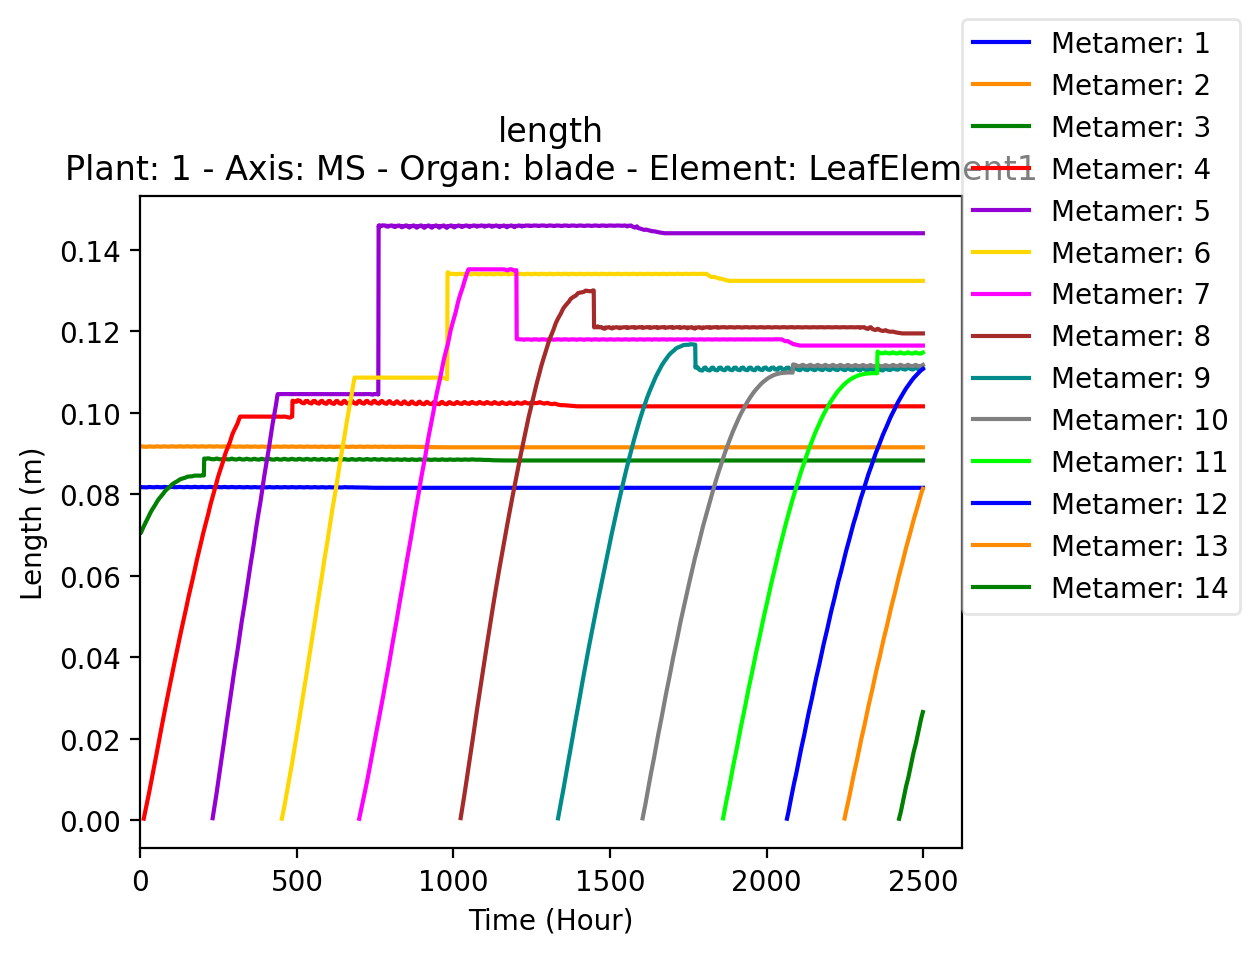 length
Plant: 1 - Axis: MS - Organ: blade - Element: LeafElement1
Metamer: 1
Metamer: 2
Metamer: 3
Metamer: 4
Metamer: 5
Metamer: 6
Metamer: 7
Metamer: 8
Metamer: 9
Metamer: 10
Metamer: 11
Metamer: 12
Metamer: 13
Metamer: 14
Length (m)
0.14
0.12
0.10
0.08
0.06
0.04
0.02
0.00
0 500 1000 1500 2000 2500
Time (Hour)